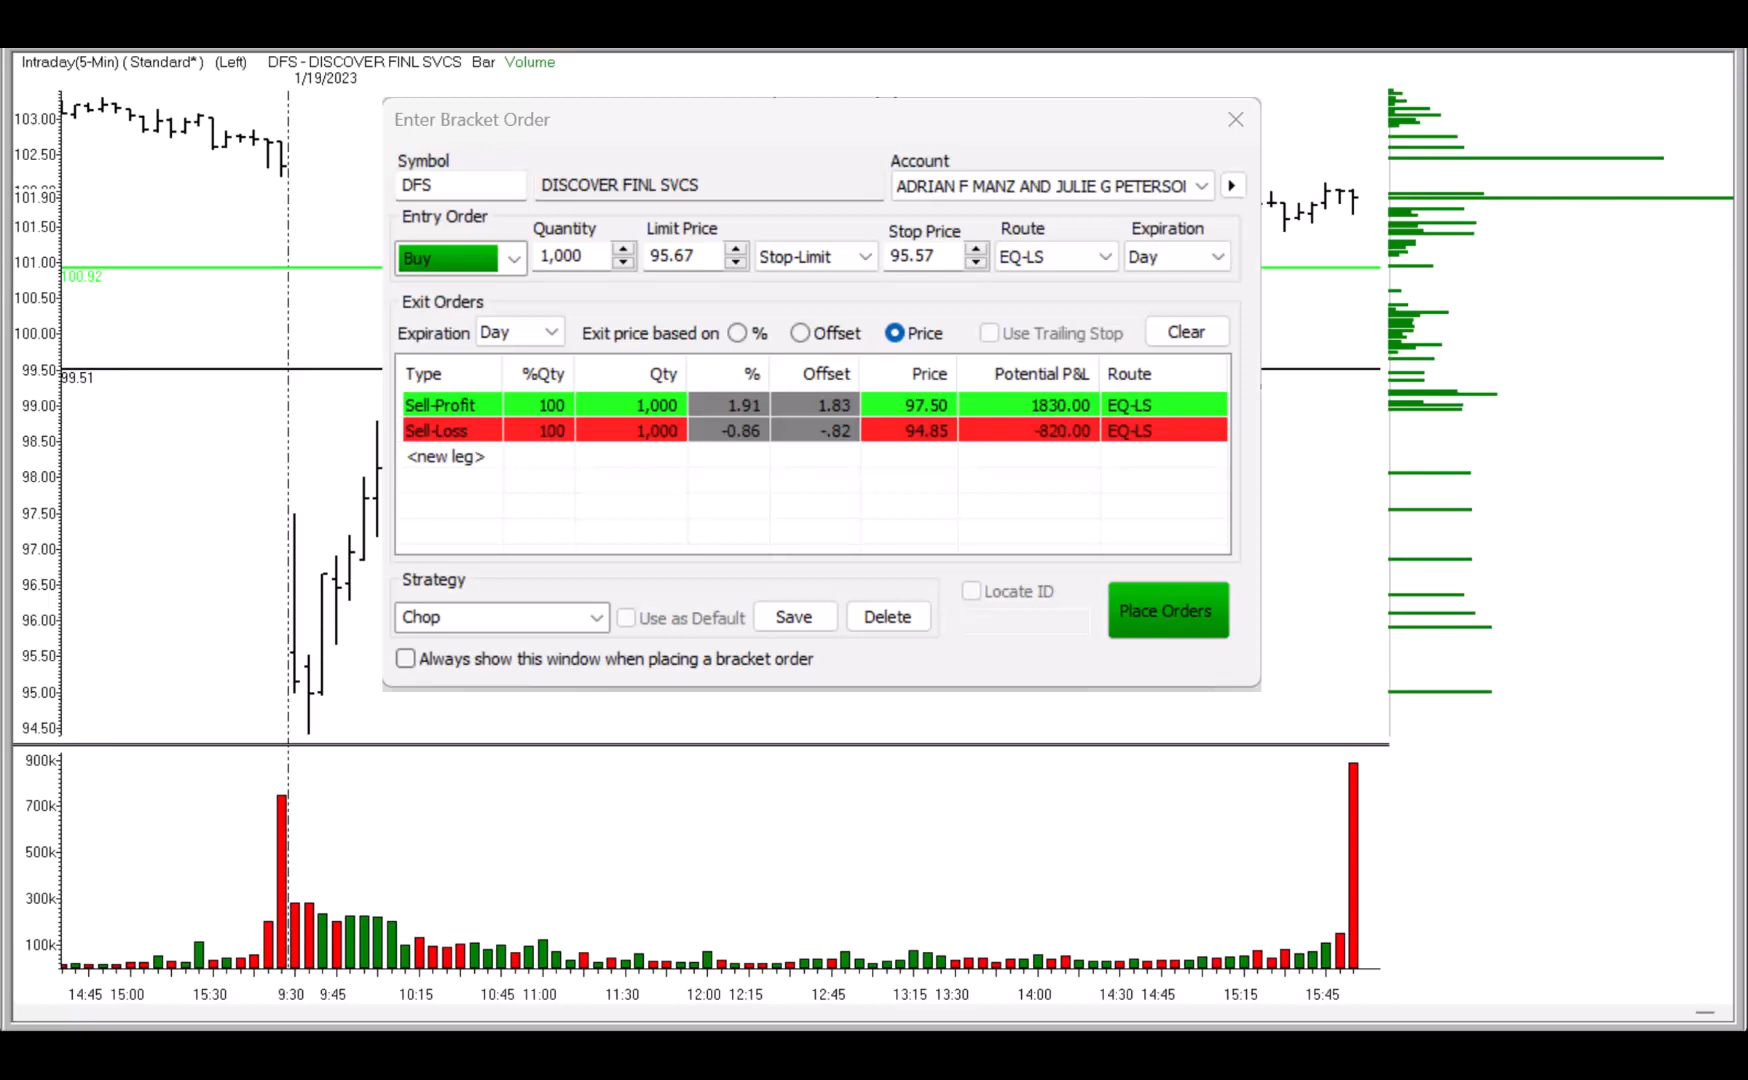 Intraday(5-Min) ( Standard* ) (Left) DFS - DISCOVER FINL SVCS Bar Volume
1/19/2023
103.00
102.50
101.90
101.50
101.00
100.92
100.50
100.00
99.50
99.51
99.00
98.50
98.00
97.50
97.00
96.50
96.00
95.50
95.00
94.50
Enter Bracket Order
Symbol Account
DFS DISCOVER FINL SVCS ADRIAN F MANZ AND JULIE G PETERSOI
Entry Order Quantity Limit Price Stop Price Route Expiration
Buy 1,000 95.67 Stop-Limit 95.57 EQ-LS Day
Exit Orders
Expiration Day Exit price based on % Offset Price Use Trailing Stop Clear
Type %Qty Qty % Offset Price Potential P&L Route
Sell-Profit 100 1,000 1.91 1.83 97.50 1830.00 EQ-LS
Sell-Loss 100 1,000 -0.86 -.82 94.85 -820.00 EQ-LS
<new leg>
Strategy Locate ID
Chop Use as Default Save Delete Place Orders
Always show this window when placing a bracket order
900k
700k
500k
300k
100k
14:45 15:00 15:30 9:30 9:45 10:15 10:45 11:00 11:30 12:00 12:15 12:45 13:15 13:30 14:00 14:30 14:45 15:15 15:45